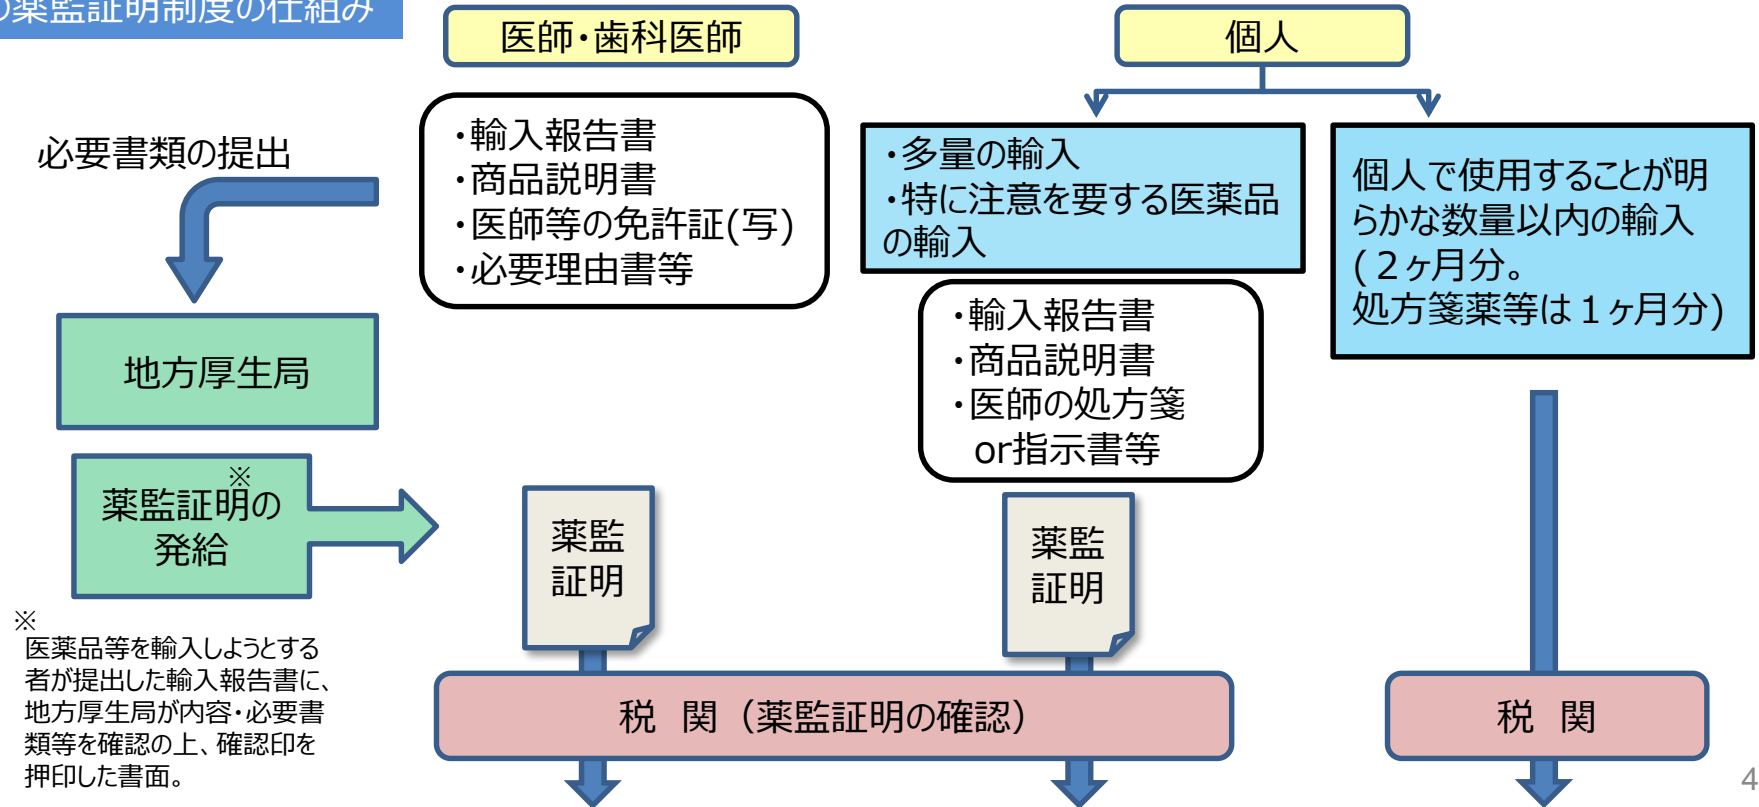 の薬監証明制度の仕組み
医師・歯科医師
個人
必要書類の提出
・輸入報告書
・商品説明書
・医師等の免許証(写)
・必要理由書等
・多量の輸入
・特に注意を要する医薬品
の輸入
個人で使用することが明
らかな数量以内の輸入
(２ヶ月分。
処方箋薬等は１ヶ月分)
・輸入報告書
・商品説明書
・医師の処方箋
or指示書等
地方厚生局
※
薬監証明の
発給
薬監
証明
薬監
証明
※
医薬品等を輸入しようとする
者が提出した輸入報告書に、
地方厚生局が内容・必要書
類等を確認の上、確認印を
押印した書面。
税 関（薬監証明の確認）
税 関
4